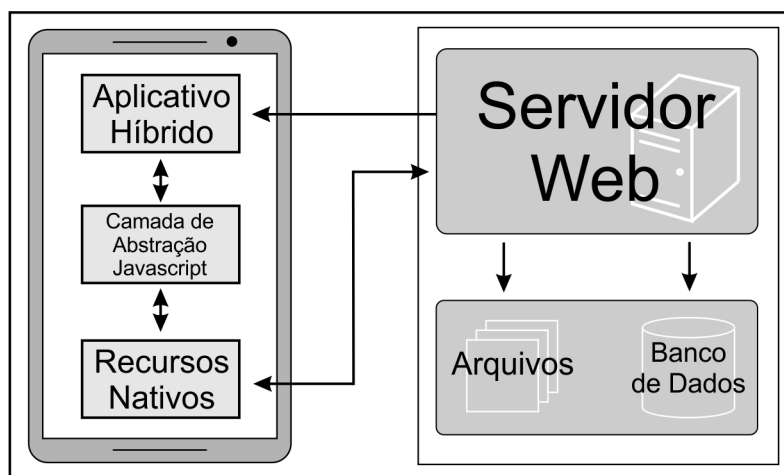 Aplicativo
Híbrido
Camada de
Abstração
Javascript
Recursos
Nativos
Servidor
Web
Arquivos
Banco
de Dados